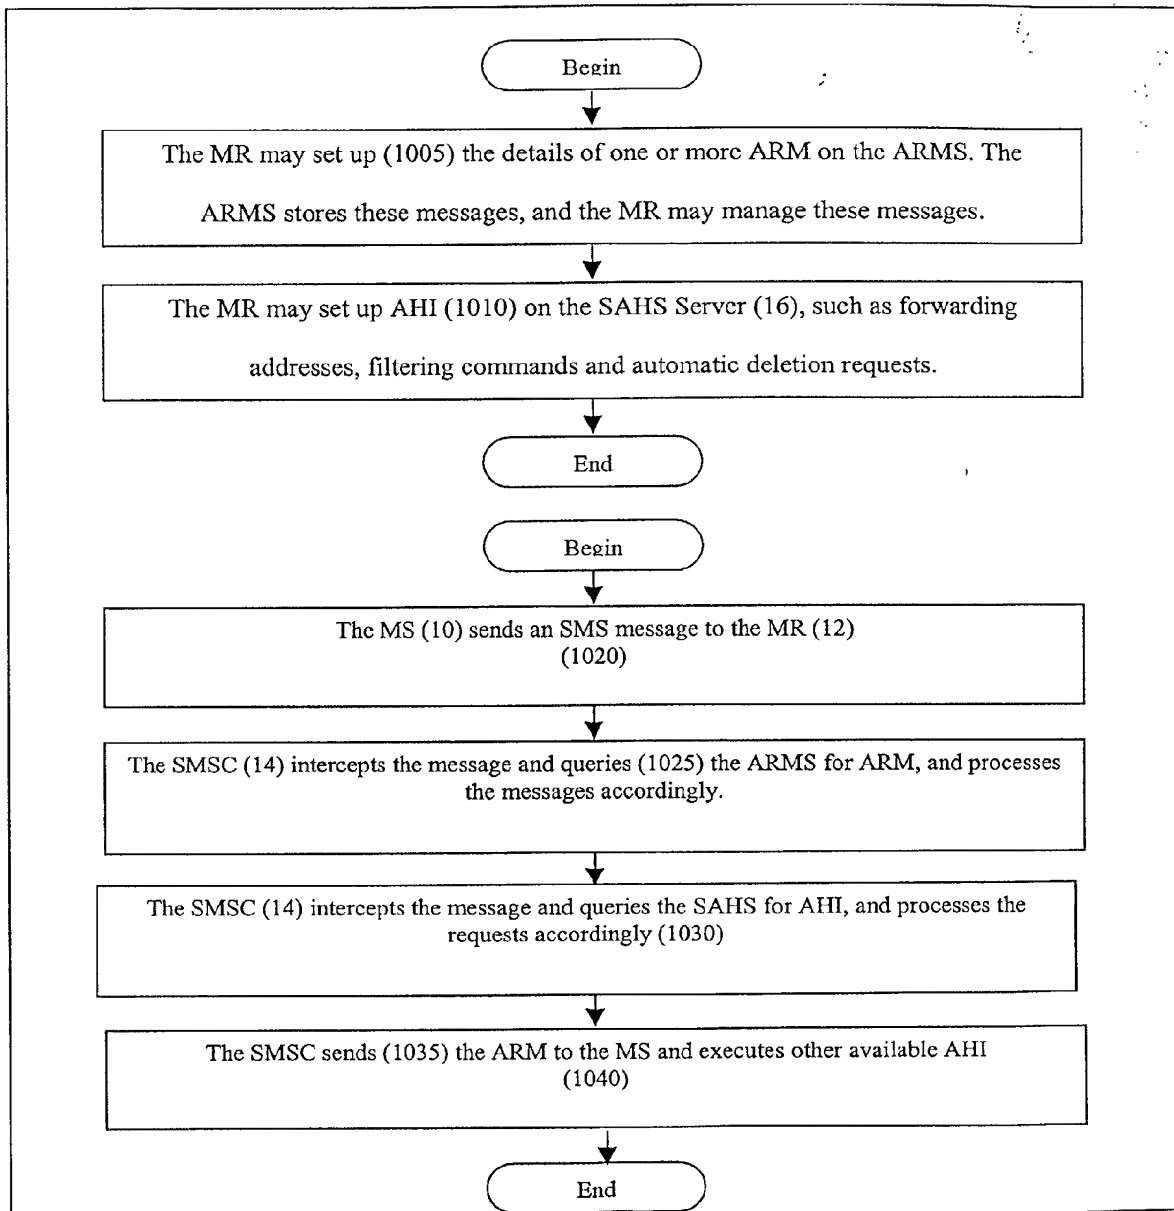 Begin
The MR may set up (1005) the details of one or more ARM on the ARMS. The
ARMS stores these messages, and the MR may manage these messages.
The MR may set up AHI (1010) on the SAHS Server (16), such as forwarding
addresses, filtering commands and automatic deletion requests.
End
Begin
The MS (10) sends an SMS message to the MR (12)
(1020)
The SMSC (14) intercepts the message and queries (1025) the ARMS for ARM, and processes
the messages accordingly.
The SMSC (14) intercepts the message and queries the SAHS for AHI, and processes the
requests accordingly (1030)
The SMSC sends (1035) the ARM to the MS and executes other available AHI
(1040)
End